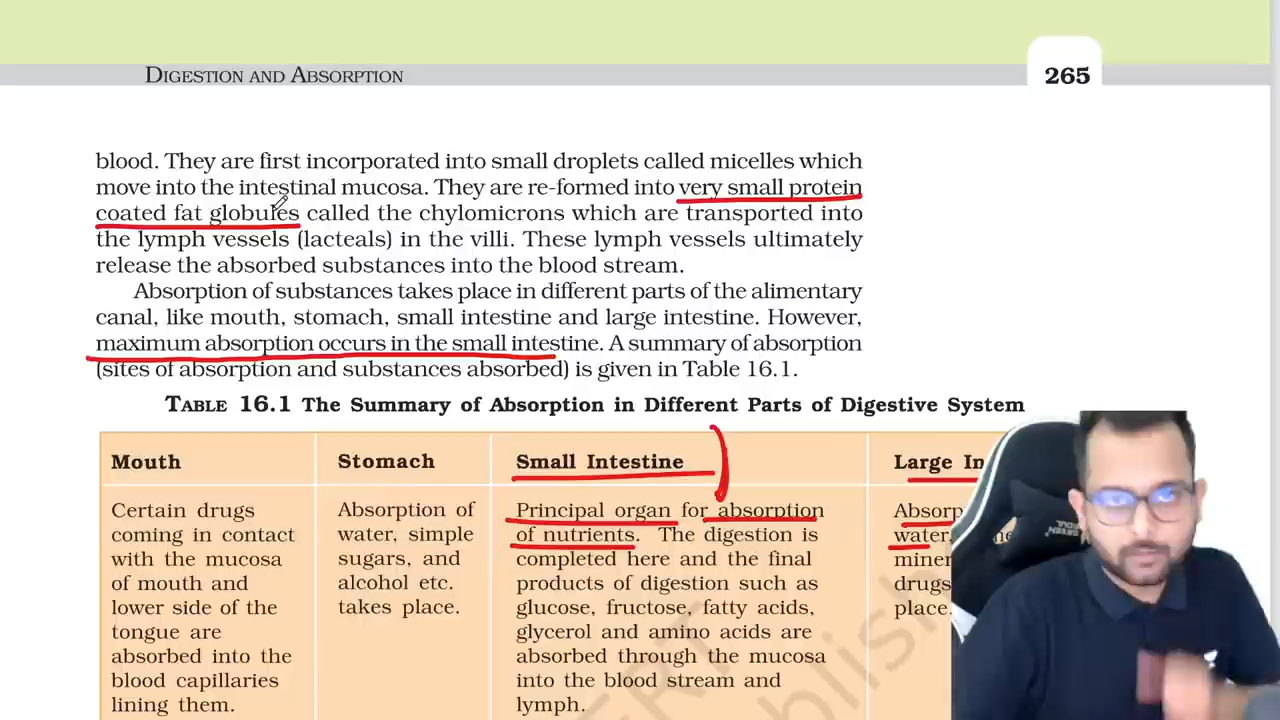 DIGESTION AND ABSORPTION
265
blood. They are first incorporated into small droplets called micelles which
move into the intestinal mucosa. They are re-formed into very small protein
coated fat globules called the chylomicrons which are transported into
the lymph vessels (lacteals) in the villi. These lymph vessels ultimately
release the absorbed substances into the blood stream.
Absorption of substances takes place in different parts of the alimentary
canal, like mouth, stomach, small intestine and large intestine. However,
maximum absorption occurs in the small intestine. A summary of absorption
(sites of absorption and substances absorbed) is given in Table 16.1.
TABLE 16.1 The Summary of Absorption in Different Parts of Digestive System
Mouth
Certain drugs
coming in contact
with the mucosa
of mouth and
lower side of the
tongue are
absorbed into the
blood capillaries
lining them.
Stomach
Absorption of
water, simple
sugars, and
alcohol etc.
takes place.
Small Intestine
Principal organ for absorption
of nutrients. The digestion is
completed here and the final
products of digestion such as
glucose, fructose, fatty acids,
glycerol and amino acids are
absorbed through the mucosa
into the blood stream and
lymph.
Large In
Absorp
water,
miner
drugs
place.